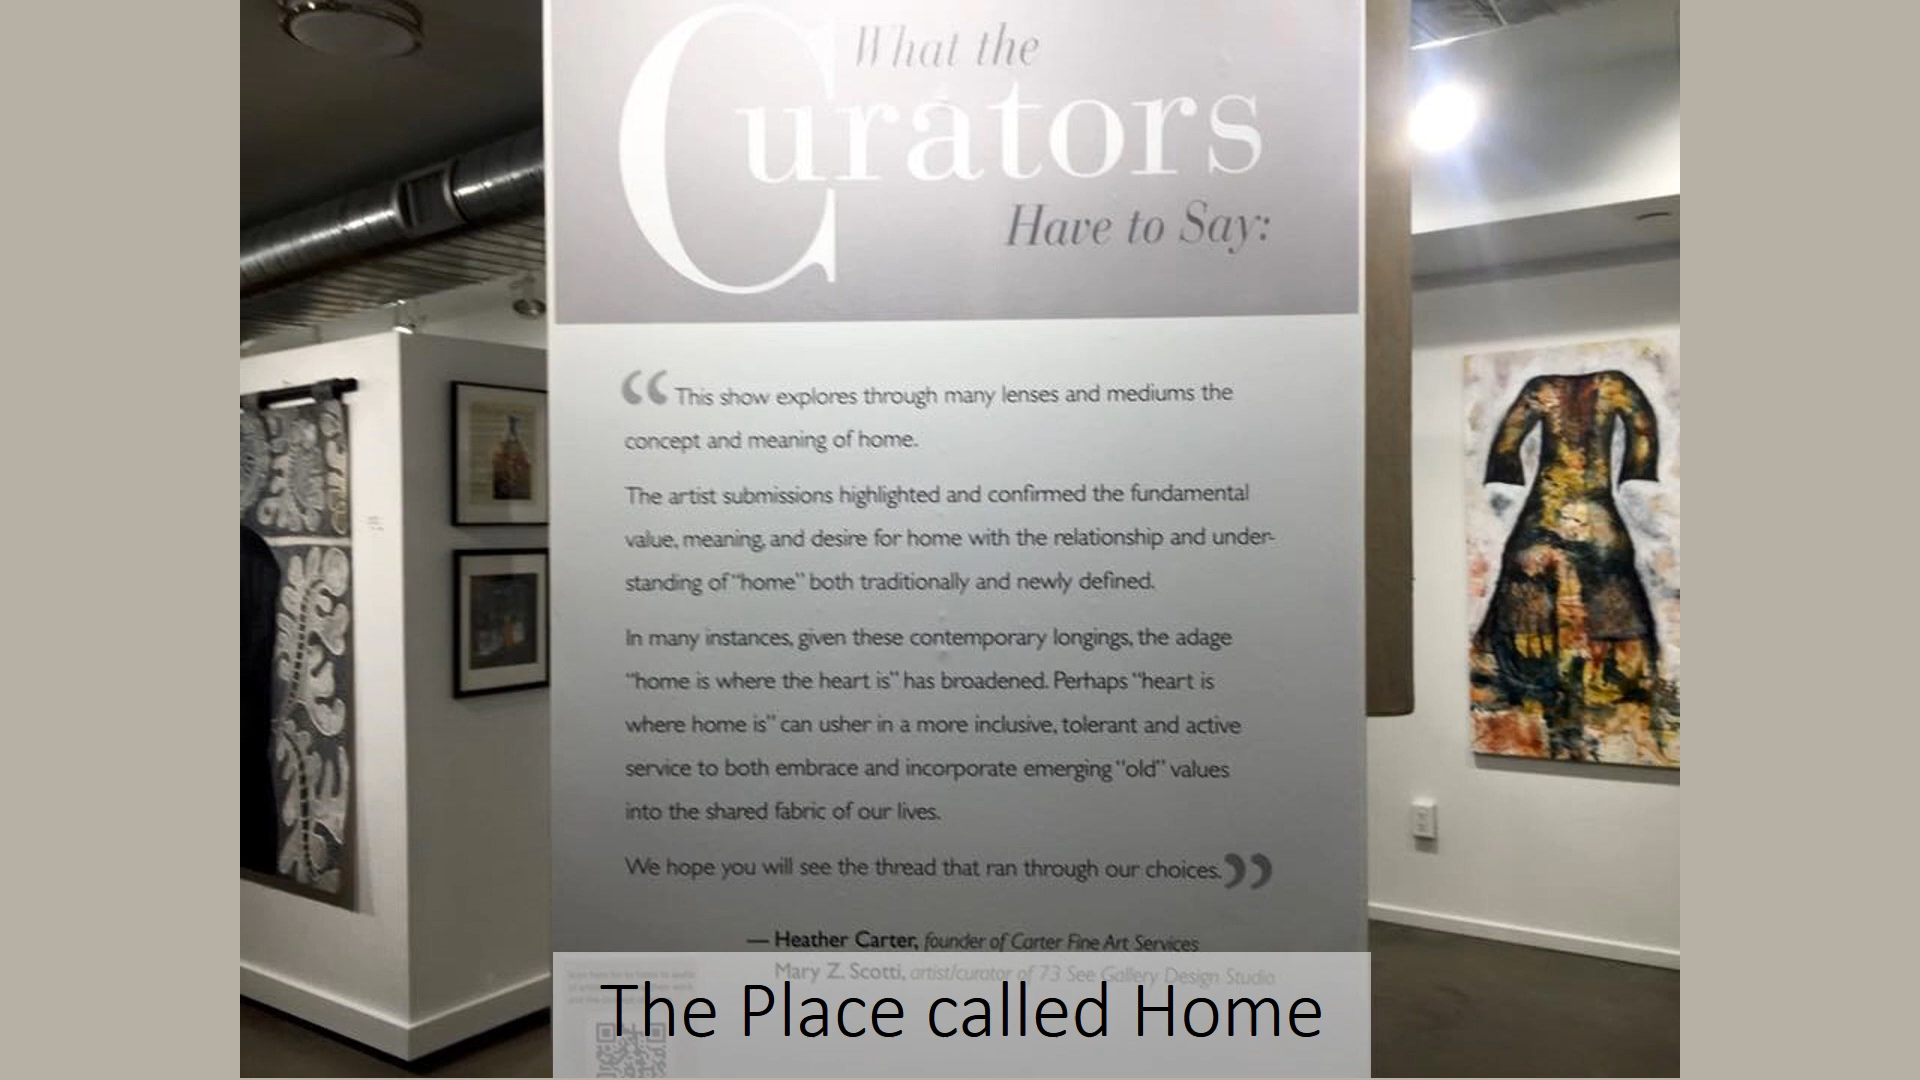 What the
Curators
Have to Say:
“This show explores through many lenses and mediums the
concept and meaning of home.
The artist submissions highlighted and confirmed the fundamental
value, meaning, and desire for home with the relationship and under-
standing of “home” both traditionally and newly defined.
In many instances, given these contemporary longings, the adage
“home is where the heart is” has broadened. Perhaps “heart is
where home is” can usher in a more inclusive, tolerant and active
service to both embrace and incorporate emerging “old” values
into the shared fabric of our lives.
We hope you will see the thread that ran through our choices.”
— Heather Carter, founder of Carter Fine Art Services
Mary Z. Scotti, artist/curator of 73 See Gallery Design Studio
The Place called Home